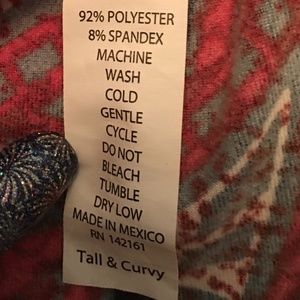 92% POLYESTER
8% SPANDEX
MACHINE
WASH
COLD
GENTLE
CYCLE
DO NOT
BLEACH
TUMBLE
DRY LOW
MADE IN MEXICO
RN 142161
Tall & Curvy